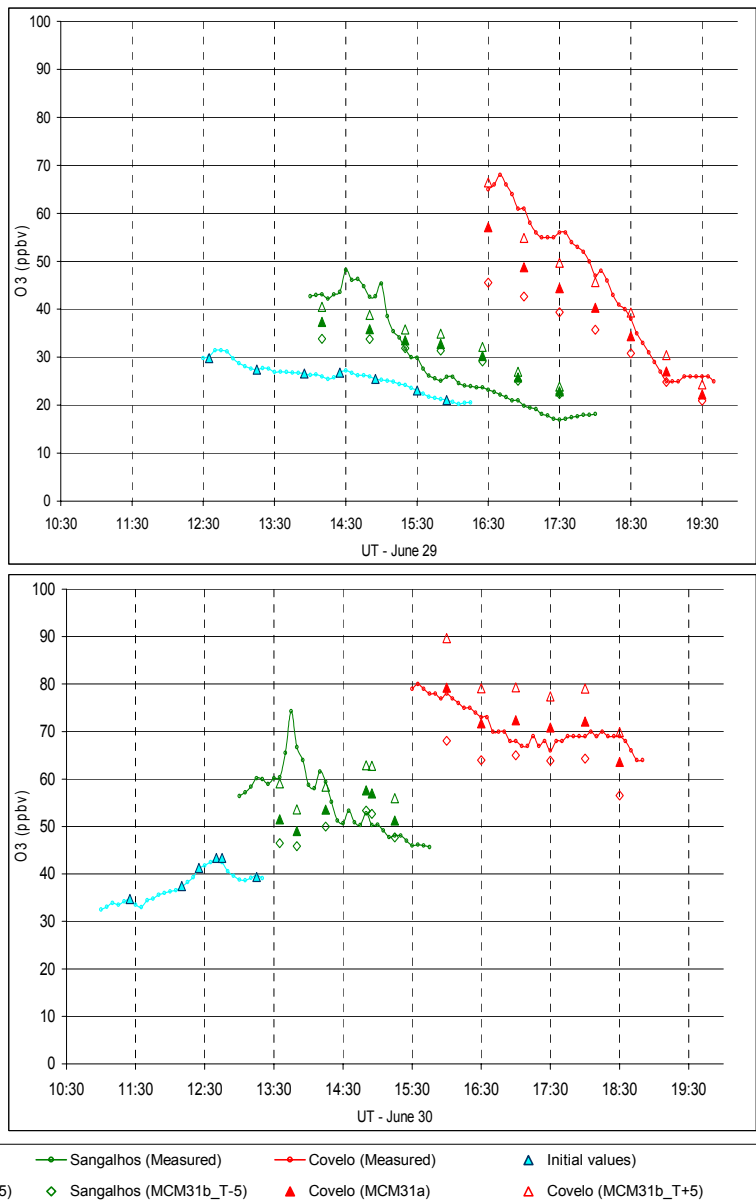 100
90
80
70
60
50
40
30
20
10
0
O3 (ppbv)
10:30 11:30 12:30 13:30 14:30 15:30 16:30 17:30 18:30 19:30
UT - June 29
100
90
80
70
60
50
40
30
20
10
0
O3 (ppbv)
10:30 11:30 12:30 13:30 14:30 15:30 16:30 17:30 18:30 19:30
UT - June 30
Sangalhos (Measured) Covelo (Measured) Initial values)
5) Sangalhos (MCM31b_T-5) Covelo (MCM31a) Covelo (MCM31b_T+5)